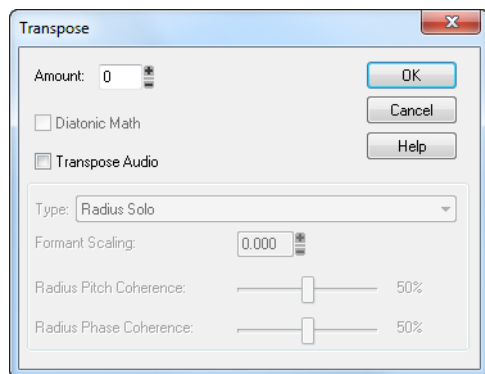 Transpose
Amount: 0
OK
Diatonic Math
Cancel
Transpose Audio
Help
Type: Radius Solo
Formant Scaling: 0.000
Radius Pitch Coherence: 50%
Radius Phase Coherence: 50%